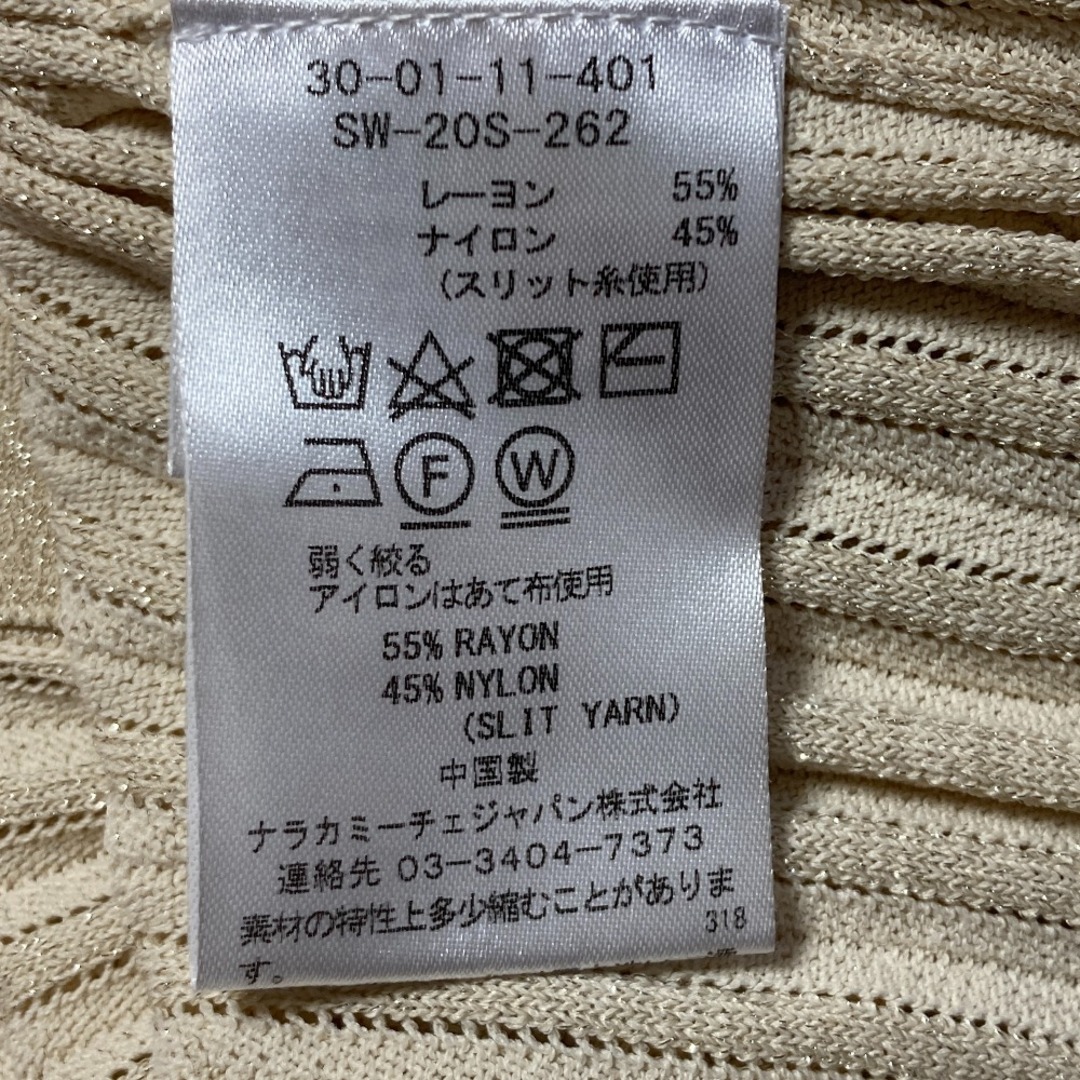 30-01-11-401
SW-20S-262
レーヨン 55%
ナイロン 45%
(スリット糸使用)
F W
弱く絞る
アイロンはあて布使用
55% RAYON
45% NYLON
(SLIT YARN)
中国製
ナラカミーチェジャパン株式会社
連絡先 03-3404-7373
素材の特性上多少縮むことがありま
す。
318